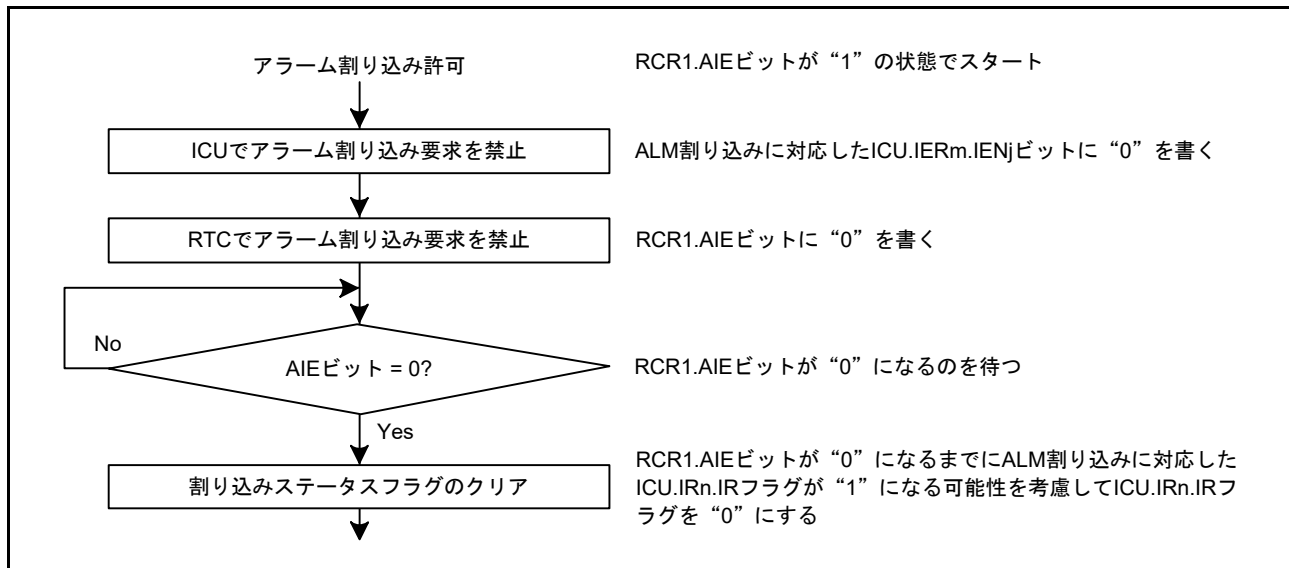 アラーム割り込み許可
RCR1.AIEビットが“1”の状態でスタート
ICUでアラーム割り込み要求を禁止
ALM割り込みに対応したICU.IERm.IENjビットに“0”を書く
RTCでアラーム割り込み要求を禁止
RCR1.AIEビットに“0”を書く
No
AIEビット = 0?
RCR1.AIEビットが“0”になるのを待つ
Yes
割り込みステータスフラグのクリア
RCR1.AIEビットが“0”になるまでにALM割り込みに対応した
ICU.IRn.IRフラグが“1”になる可能性を考慮してICU.IRn.IRフ
ラグを“0”にする